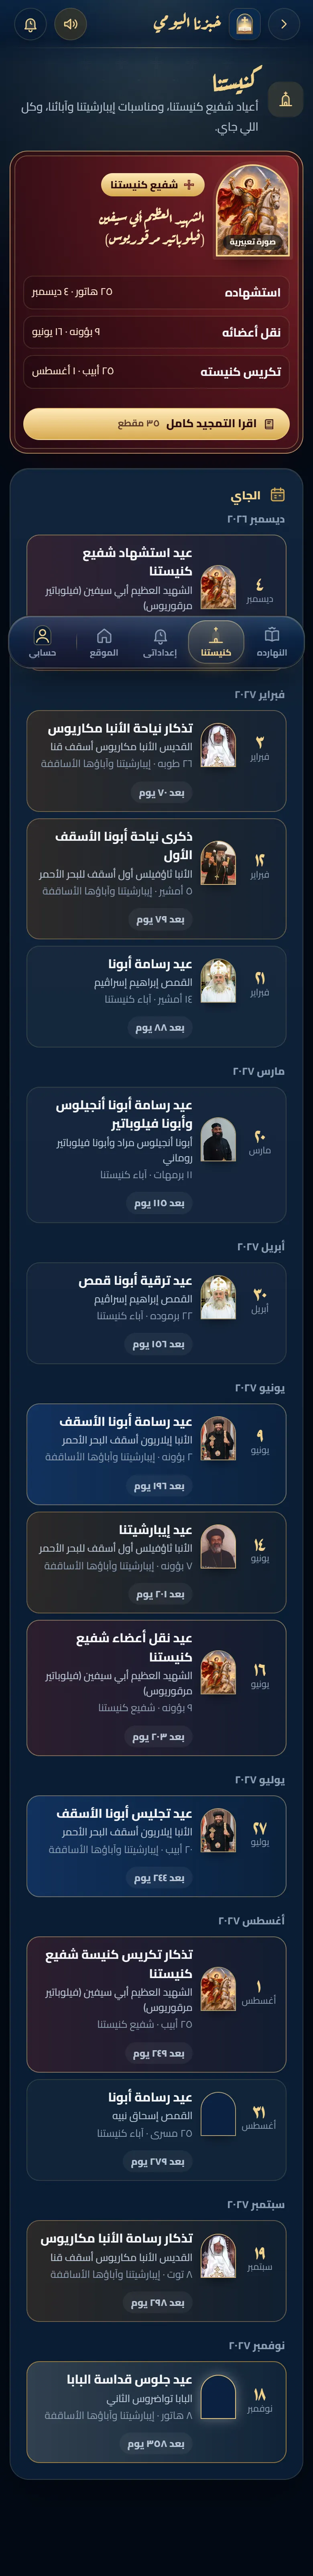 خبزنا اليومي
كنيستنا
أعياد شفيع كنيستنا، ومناسبات إيبارشيتنا وآبائنا، وكل
اللي جاي.
شفيع كنيستنا
الشهيد العظيم أبي سيفين
(فيلوباتير مرقوريوس)
صورة تعبيرية
استشهاده
٢٥ هاتور · ٤ ديسمبر
نقل أعضائه
٩ بؤونه · ١٦ يونيو
تكريس كنيسته
٢٥ أبيب · ١ أغسطس
اقرا التمجيد كامل ٣٥ مقطع
الجاي
ديسمبر ٢٠٢٦
٤
ديسمبر
عيد استشهاد شفيع
كنيستنا
الشهيد العظيم أبي سيفين (فيلوباتير
مرقوريوس)
النهارده
كنيستنا
إعداداتى
الموقع
حسابي
فبراير ٢٠٢٧
٣
فبراير
تذكار نياحة الأنبا مكاريوس
القديس الأنبا مكاريوس أسقف قنا
٢٦ طوبه · إيبارشيتنا وآباؤها الأساقفة
بعد ٧٠ يوم
١٢
فبراير
ذكرى نياحة أبونا الأسقف
الأول
الأنبا ثاؤفيلس أول أسقف للبحر الأحمر
٥ أمشير · إيبارشيتنا وآباؤها الأساقفة
بعد ٧٩ يوم
٢١
فبراير
عيد رسامة أبونا
القمص إبراهيم إسراڤيم
١٤ أمشير · آباء كنيستنا
بعد ٨٨ يوم
مارس ٢٠٢٧
٢٠
مارس
عيد رسامة أبونا أنجيلوس
وأبونا فيلوباتير
أبونا أنجيلوس مراد وأبونا فيلوباتير
روماني
١١ برمهات · آباء كنيستنا
بعد ١١٥ يوم
أبريل ٢٠٢٧
٣٠
أبريل
عيد ترقية أبونا قمص
القمص إبراهيم إسراڤيم
٢٢ برموده · آباء كنيستنا
بعد ١٥٦ يوم
يونيو ٢٠٢٧
٩
يونيو
عيد رسامة أبونا الأسقف
الأنبا إيلاريون أسقف البحر الأحمر
٢ بؤونه · إيبارشيتنا وآباؤها الأساقفة
بعد ١٩٦ يوم
١٤
يونيو
عيد إيبارشيتنا
الأنبا ثاؤفيلس أول أسقف للبحر الأحمر
٧ بؤونه · إيبارشيتنا وآباؤها الأساقفة
بعد ٢٠١ يوم
١٦
يونيو
عيد نقل أعضاء شفيع
كنيستنا
الشهيد العظيم أبي سيفين (فيلوباتير
مرقوريوس)
٩ بؤونه · شفيع كنيستنا
بعد ٢٠٣ يوم
يوليو ٢٠٢٧
٢٧
يوليو
عيد تجليس أبونا الأسقف
الأنبا إيلاريون أسقف البحر الأحمر
٢٠ أبيب · إيبارشيتنا وآباؤها الأساقفة
بعد ٢٤٤ يوم
أغسطس ٢٠٢٧
١
أغسطس
تذكار تكريس كنيسة شفيع
كنيستنا
الشهيد العظيم أبي سيفين (فيلوباتير
مرقوريوس)
٢٥ أبيب · شفيع كنيستنا
بعد ٢٤٩ يوم
٣١
أغسطس
عيد رسامة أبونا
القمص إسحاق نبيه
٢٥ مسرى · آباء كنيستنا
بعد ٢٧٩ يوم
سبتمبر ٢٠٢٧
١٩
سبتمبر
تذكار رسامة الأنبا مكاريوس
القديس الأنبا مكاريوس أسقف قنا
٨ توت · إيبارشيتنا وآباؤها الأساقفة
بعد ٢٩٨ يوم
نوفمبر ٢٠٢٧
١٨
نوفمبر
عيد جلوس قداسة البابا
البابا تواضروس الثاني
٨ هاتور · إيبارشيتنا وآباؤها الأساقفة
بعد ٣٥٨ يوم